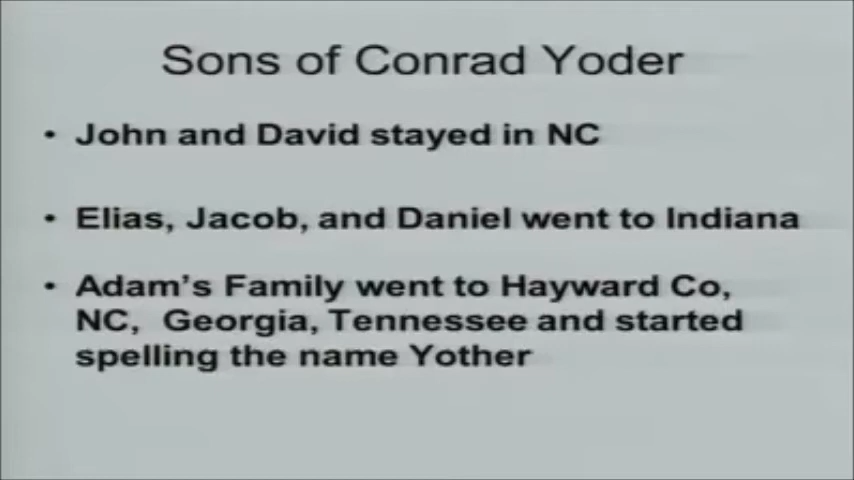 Sons of Conrad Yoder
• John and David stayed in NC
• Elias, Jacob, and Daniel went to Indiana
• Adam's Family went to Hayward Co,
NC,  Georgia, Tennessee and started
spelling the name Yother